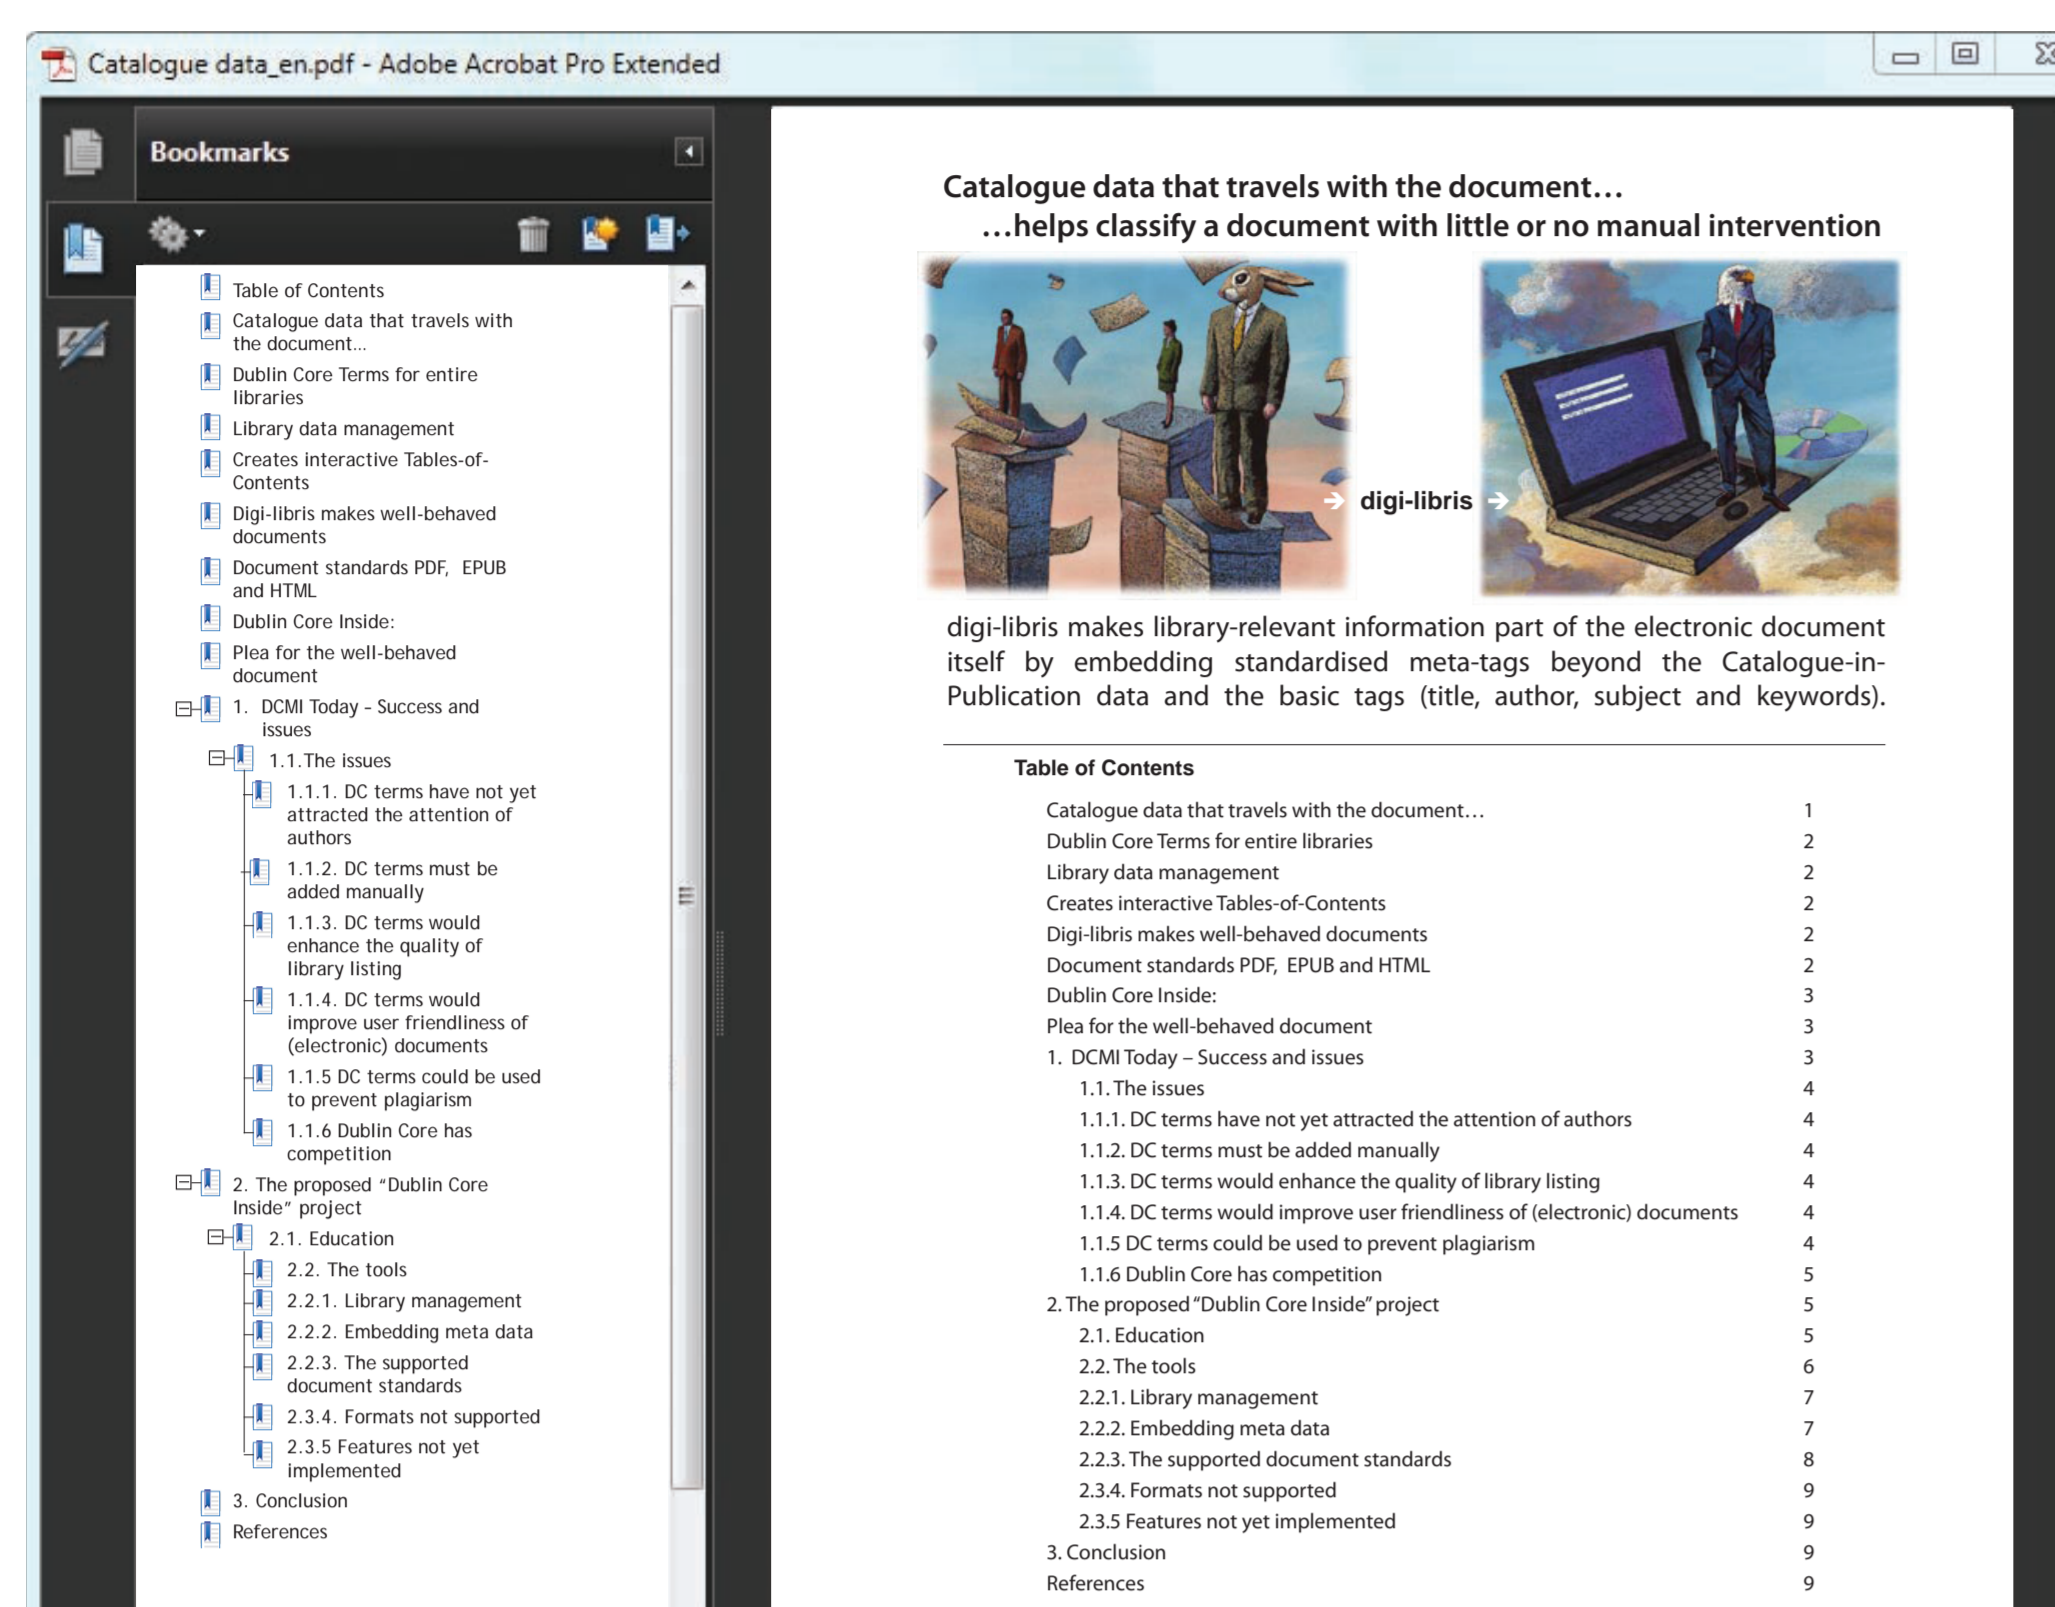 Catalogue data_en.pdf - Adobe Acrobat Pro Extended
Bookmarks
Table of Contents
Catalogue data that travels with
the document...
Dublin Core Terms for entire
libraries
Library data management
Creates interactive Tables-of-
Contents
Digi-libris makes well-behaved
documents
Document standards PDF, EPUB
and HTML
Dublin Core Inside:
Plea for the well-behaved
document
1. DCMI Today – Success and
issues
1.1.The issues
1.1.1. DC terms have not yet
attracted the attention of
authors
1.1.2. DC terms must be
added manually
1.1.3. DC terms would
enhance the quality of
library listing
1.1.4. DC terms would
improve user friendliness of
(electronic) documents
1.1.5 DC terms could be used
to prevent plagiarism
1.1.6 Dublin Core has
competition
2. The proposed “Dublin Core
Inside” project
2.1. Education
2.2. The tools
2.2.1. Library management
2.2.2. Embedding meta data
2.2.3. The supported
document standards
2.3.4. Formats not supported
2.3.5 Features not yet
implemented
3. Conclusion
References
Catalogue data that travels with the document…
…helps classify a document with little or no manual intervention
➔ digi-libris ➔
digi-libris makes library-relevant information part of the electronic document
itself by embedding standardised meta-tags beyond the Catalogue-in-
Publication data and the basic tags (title, author, subject and keywords).
Table of Contents
Catalogue data that travels with the document… 1
Dublin Core Terms for entire libraries 2
Library data management 2
Creates interactive Tables-of-Contents 2
Digi-libris makes well-behaved documents 2
Document standards PDF, EPUB and HTML 2
Dublin Core Inside: 3
Plea for the well-behaved document 3
1. DCMI Today – Success and issues 3
1.1. The issues 4
1.1.1. DC terms have not yet attracted the attention of authors 4
1.1.2. DC terms must be added manually 4
1.1.3. DC terms would enhance the quality of library listing 4
1.1.4. DC terms would improve user friendliness of (electronic) documents 4
1.1.5 DC terms could be used to prevent plagiarism 4
1.1.6 Dublin Core has competition 5
2. The proposed “Dublin Core Inside” project 5
2.1. Education 5
2.2. The tools 6
2.2.1. Library management 7
2.2.2. Embedding meta data 7
2.2.3. The supported document standards 8
2.3.4. Formats not supported 9
2.3.5 Features not yet implemented 9
3. Conclusion 9
References 9